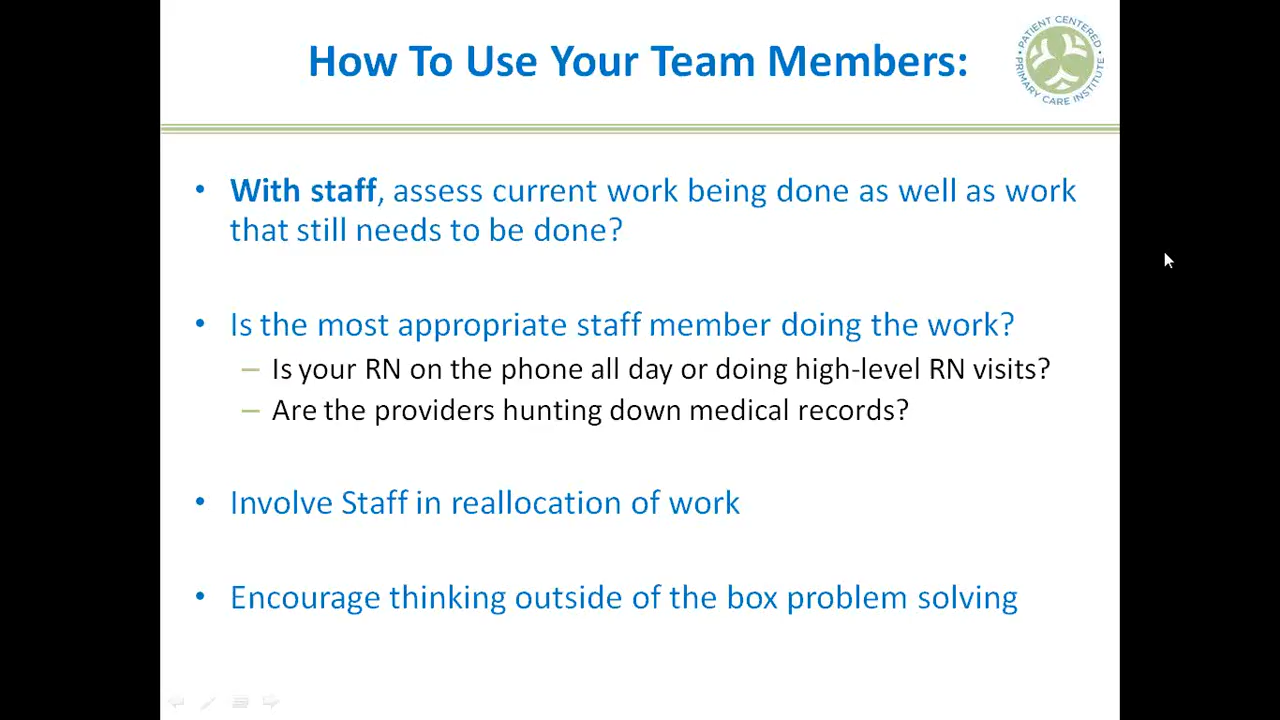 How To Use Your Team Members:
PATIENT CENTERED
PRIMARY CARE INSTITUTE
• With staff, assess current work being done as well as work
that still needs to be done?
• Is the most appropriate staff member doing the work?
– Is your RN on the phone all day or doing high-level RN visits?
– Are the providers hunting down medical records?
• Involve Staff in reallocation of work
• Encourage thinking outside of the box problem solving